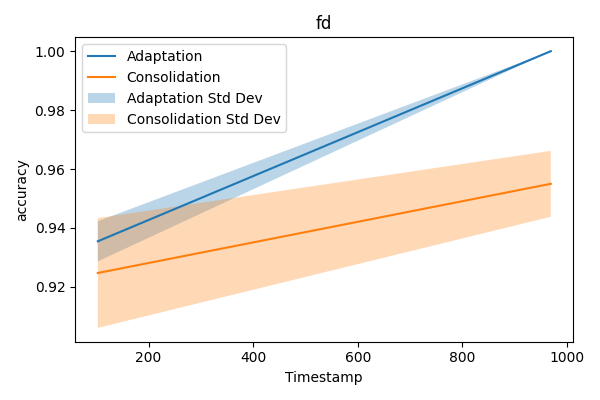 fd
Adaptation
Consolidation
Adaptation Std Dev
Consolidation Std Dev
accuracy
1.00
0.98
0.96
0.94
0.92
200 400 600 800 1000
Timestamp